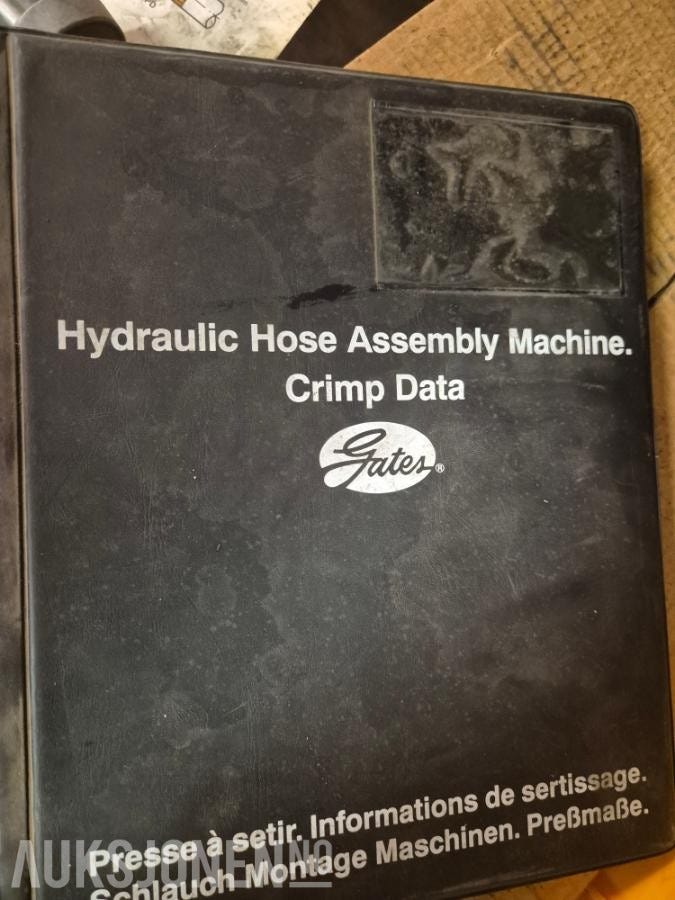 Hydraulic Hose Assembly Machine.
Crimp Data
Gates®
Presse à setir. Informations de sertissage.
Schlauch Montage Maschinen. Preßmaße.
AUKSJONEN.NO